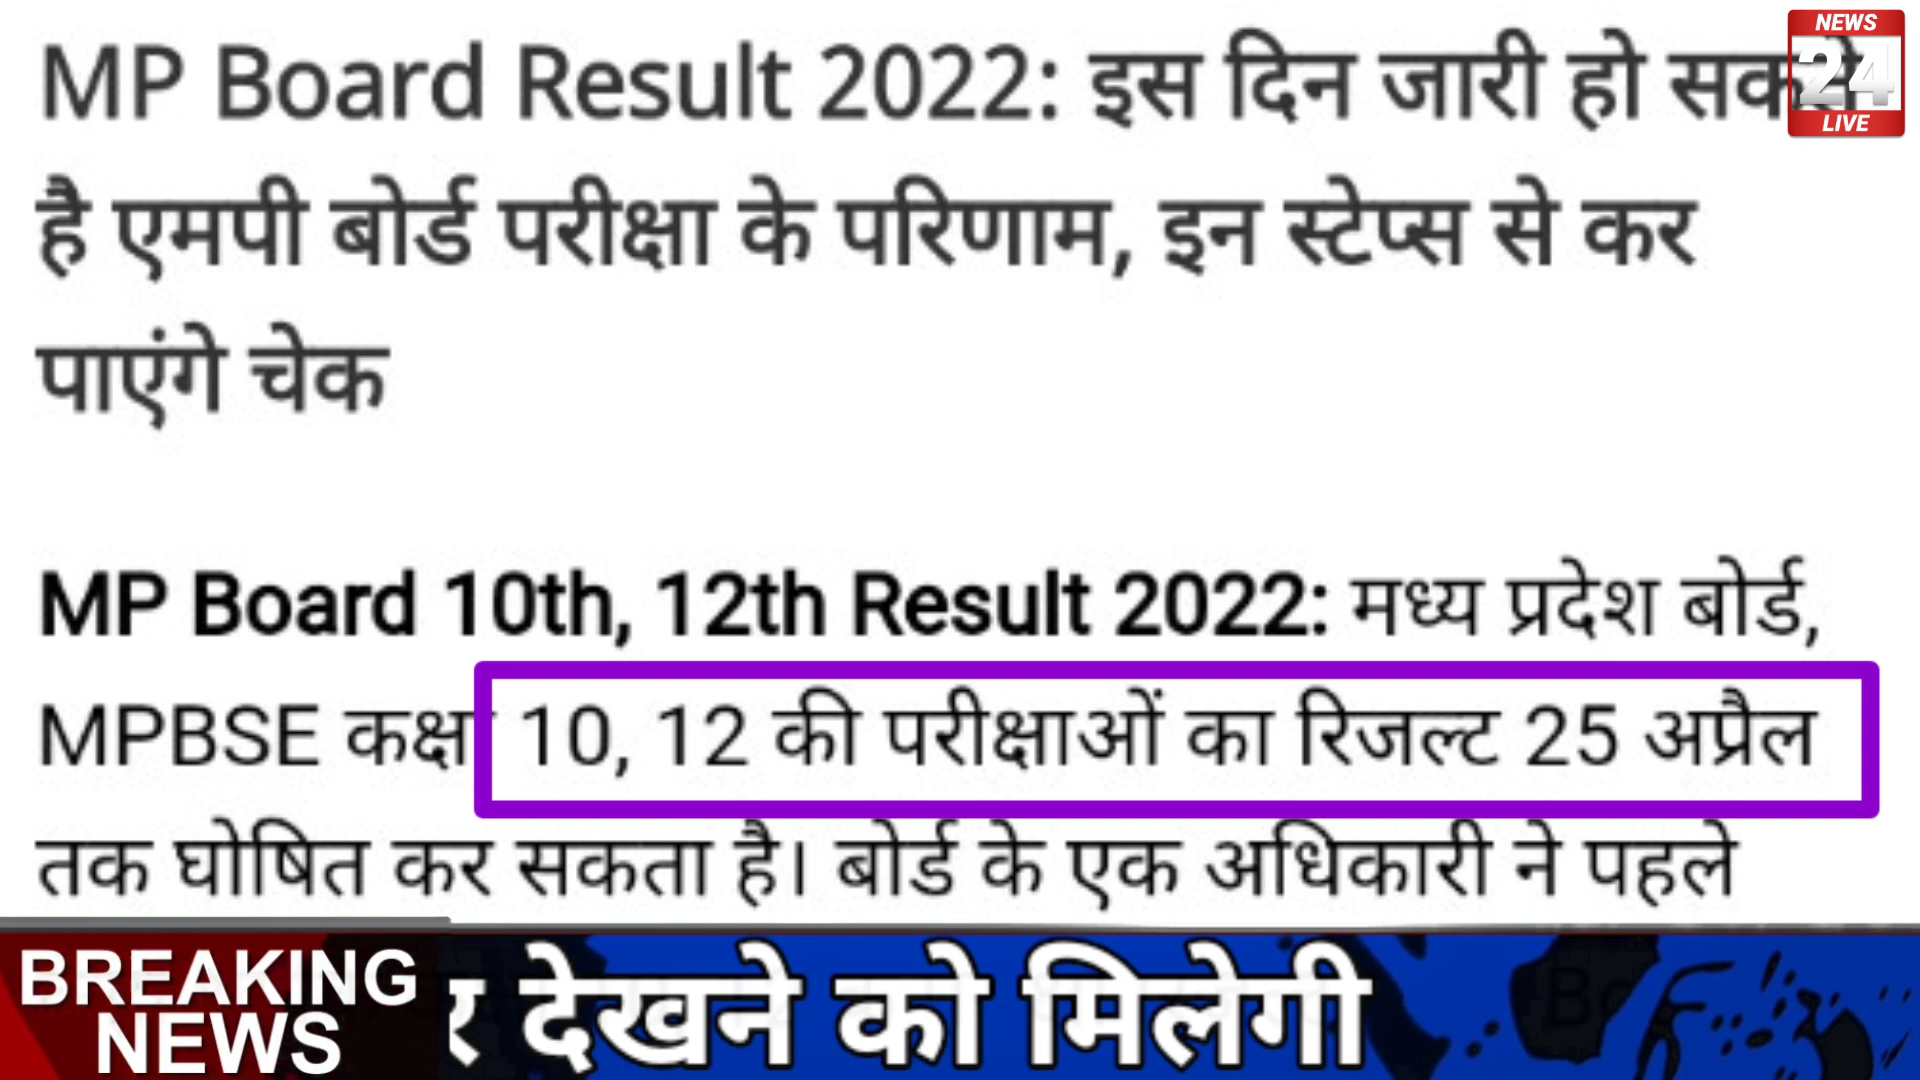 MP Board Result 2022: इस दिन जारी हो
NEWS
24
LIVE
है एमपी बोर्ड परीक्षा के परिणाम, इन स्टेप्स से कर
पाएंगे चेक
MP Board 10th, 12th Result 2022: मध्य प्रदेश बोर्ड,
MPBSE कक्षा 10, 12 की परीक्षाओं का रिजल्ट 25 अप्रैल
तक घोषित कर सकता है। बोर्ड के एक अधिकारी ने पहले
BREAKING
NEWS
देखने को मिलेगी